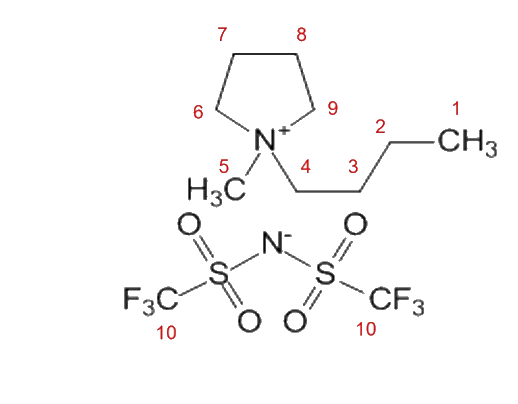 7 8
6 9
N+
1
2
CH3
5
H3C
4 3
O N- O
S S
F3C CF3
O O
10 10